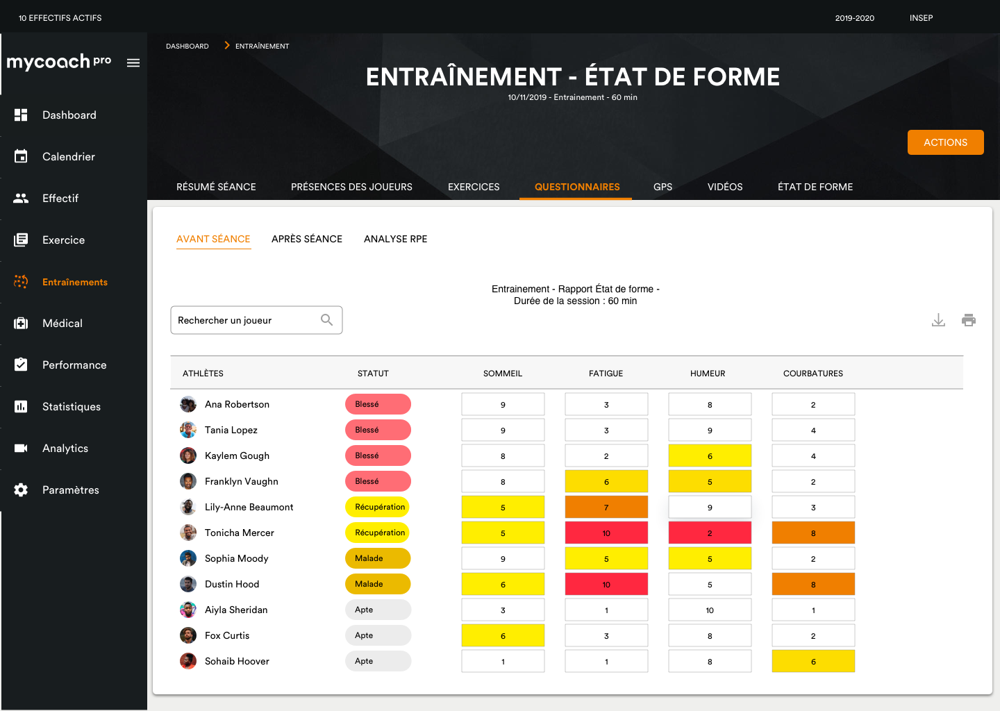 10 EFFECTIFS ACTIFS
2019-2020
INSEP
mycoach pro
Dashboard
Calendrier
Effectif
Exercice
Entraînements
Médical
Performance
Statistiques
Analytics
Paramètres
DASHBOARD
ENTRAÎNEMENT
ENTRAÎNEMENT - ÉTAT DE FORME
10/11/2019 - Entrainement - 60 min
ACTIONS
RÉSUMÉ SÉANCE PRÉSENCES DES JOUEURS EXERCICES QUESTIONNAIRES GPS VIDÉOS ÉTAT DE FORME
AVANT SÉANCE APRÈS SÉANCE ANALYSE RPE
Entrainement - Rapport État de forme -
Durée de la session : 60 min
Rechercher un joueur
ATHLÈTES STATUT SOMMEIL FATIGUE HUMEUR COURBATURES
Ana Robertson Blessé 9 3 8 2
Tania Lopez Blessé 9 3 9 4
Kaylem Gough Blessé 8 2 6 4
Franklyn Vaughn Blessé 8 6 5 2
Lily-Anne Beaumont Récupération 5 7 9 3
Tonicha Mercer Récupération 5 10 2 8
Sophia Moody Malade 9 5 5 2
Dustin Hood Malade 6 10 5 8
Aiyla Sheridan Apte 3 1 10 1
Fox Curtis Apte 6 3 8 2
Sohaib Hoover Apte 1 1 8 6